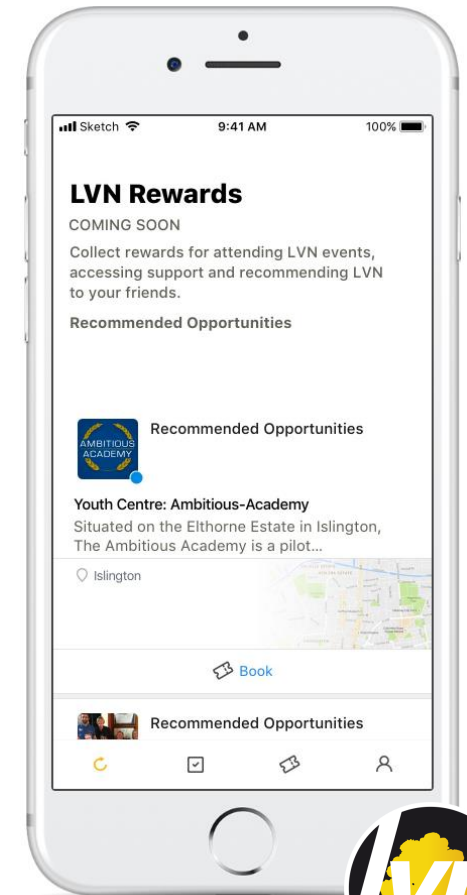 Sketch 9:41 AM 100%
LVN Rewards
COMING SOON
Collect rewards for attending LVN events,
accessing support and recommending LVN
to your friends.
Recommended Opportunities
AMBITIOUS
ACADEMY
Recommended Opportunities
Youth Centre: Ambitious-Academy
Situated on the Elthorne Estate in Islington,
The Ambitious Academy is a pilot...
Islington
Book
Recommended Opportunities